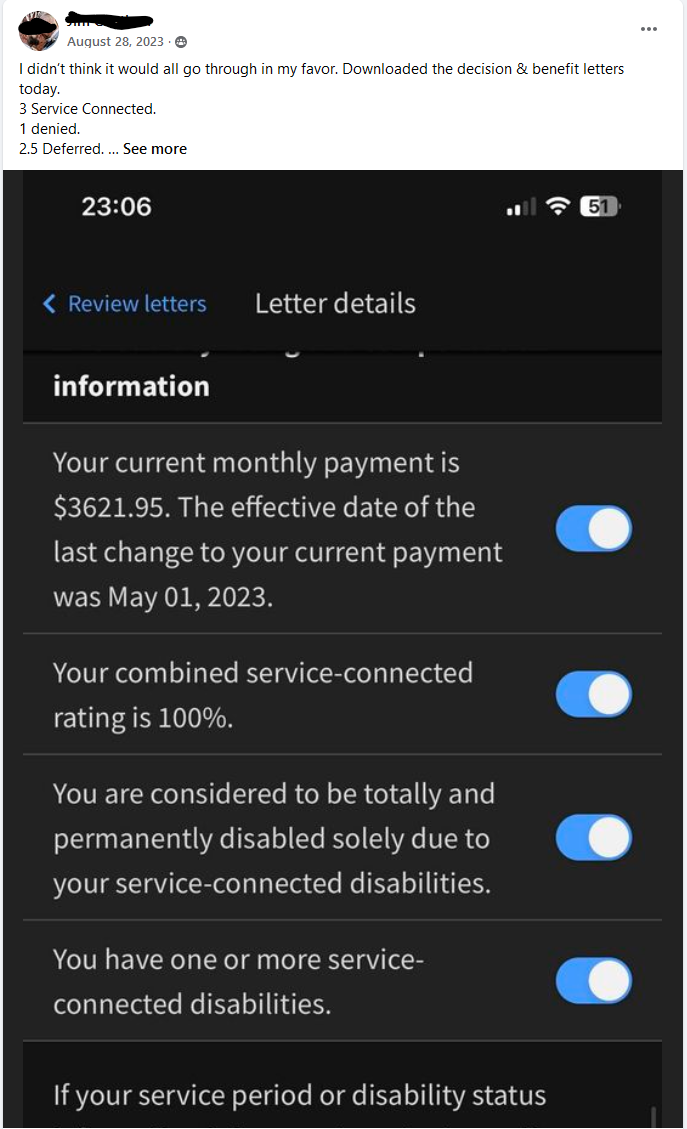 August 28, 2023 ·
I didn't think it would all go through in my favor. Downloaded the decision & benefit letters
today.
3 Service Connected.
1 denied.
2.5 Deferred. ... See more
23:06
51
Review letters
Letter details
information
Your current monthly payment is
$3621.95. The effective date of the
last change to your current payment
was May 01, 2023.
Your combined service-connected
rating is 100%.
You are considered to be totally and
permanently disabled solely due to
your service-connected disabilities.
You have one or more service-
connected disabilities.
If your service period or disability status